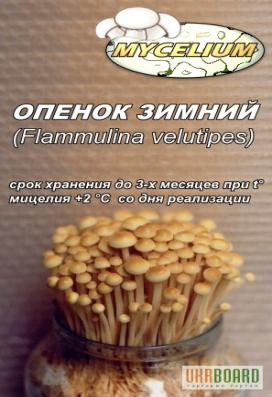 MYCELIUM
ОПЕНОК ЗИМНИЙ
(Flammulina velutipes)
срок хранения до 3-х месяцев при t°
мицелия +2 °C со дня реализации
UKRBOARD